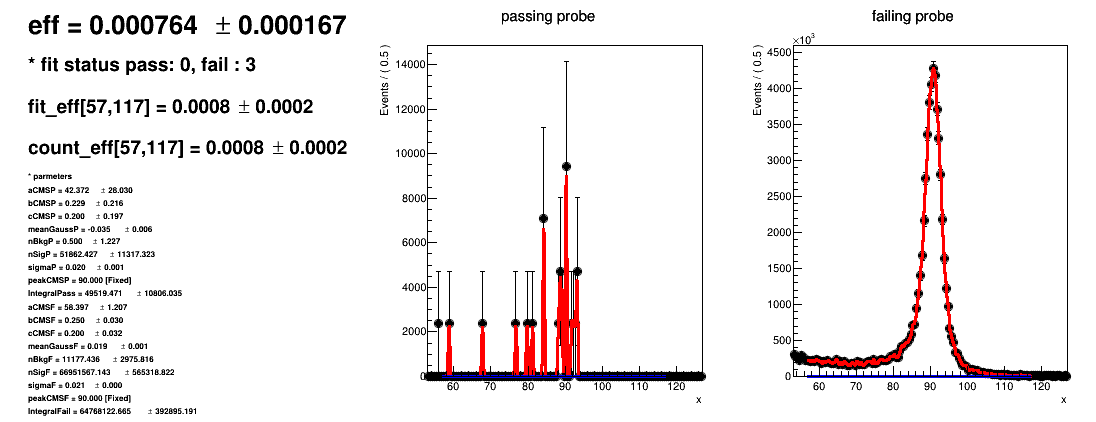 eff = 0.000764 ± 0.000167
* fit status pass: 0, fail : 3
fit_eff[57,117] = 0.0008 ± 0.0002
count_eff[57,117] = 0.0008 ± 0.0002
* parmeters
aCMSP = 42.372 ± 28.030
bCMSP = 0.229 ± 0.216
cCMSP = 0.200 ± 0.197
meanGaussP = -0.035 ± 0.006
nBkgP = 0.500 ± 1.227
nSigP = 51862.427 ± 11317.323
sigmaP = 0.020 ± 0.001
peakCMSP = 90.000 [Fixed]
IntegralPass = 49519.471 ± 10806.035
aCMSF = 58.397 ± 1.207
bCMSF = 0.250 ± 0.030
cCMSF = 0.200 ± 0.032
meanGaussF = 0.019 ± 0.001
nBkgF = 11177.436 ± 2975.816
nSigF = 66951567.143 ± 565318.822
sigmaF = 0.021 ± 0.000
peakCMSF = 90.000 [Fixed]
IntegralFail = 64768122.665 ± 392895.191
passing probe
Events / ( 0.5 )
14000
12000
10000
8000
6000
4000
2000
0
60 70 80 90 100 110 120
x
failing probe
×10³
Events / ( 0.5 )
4500
4000
3500
3000
2500
2000
1500
1000
500
0
60 70 80 90 100 110 120
x